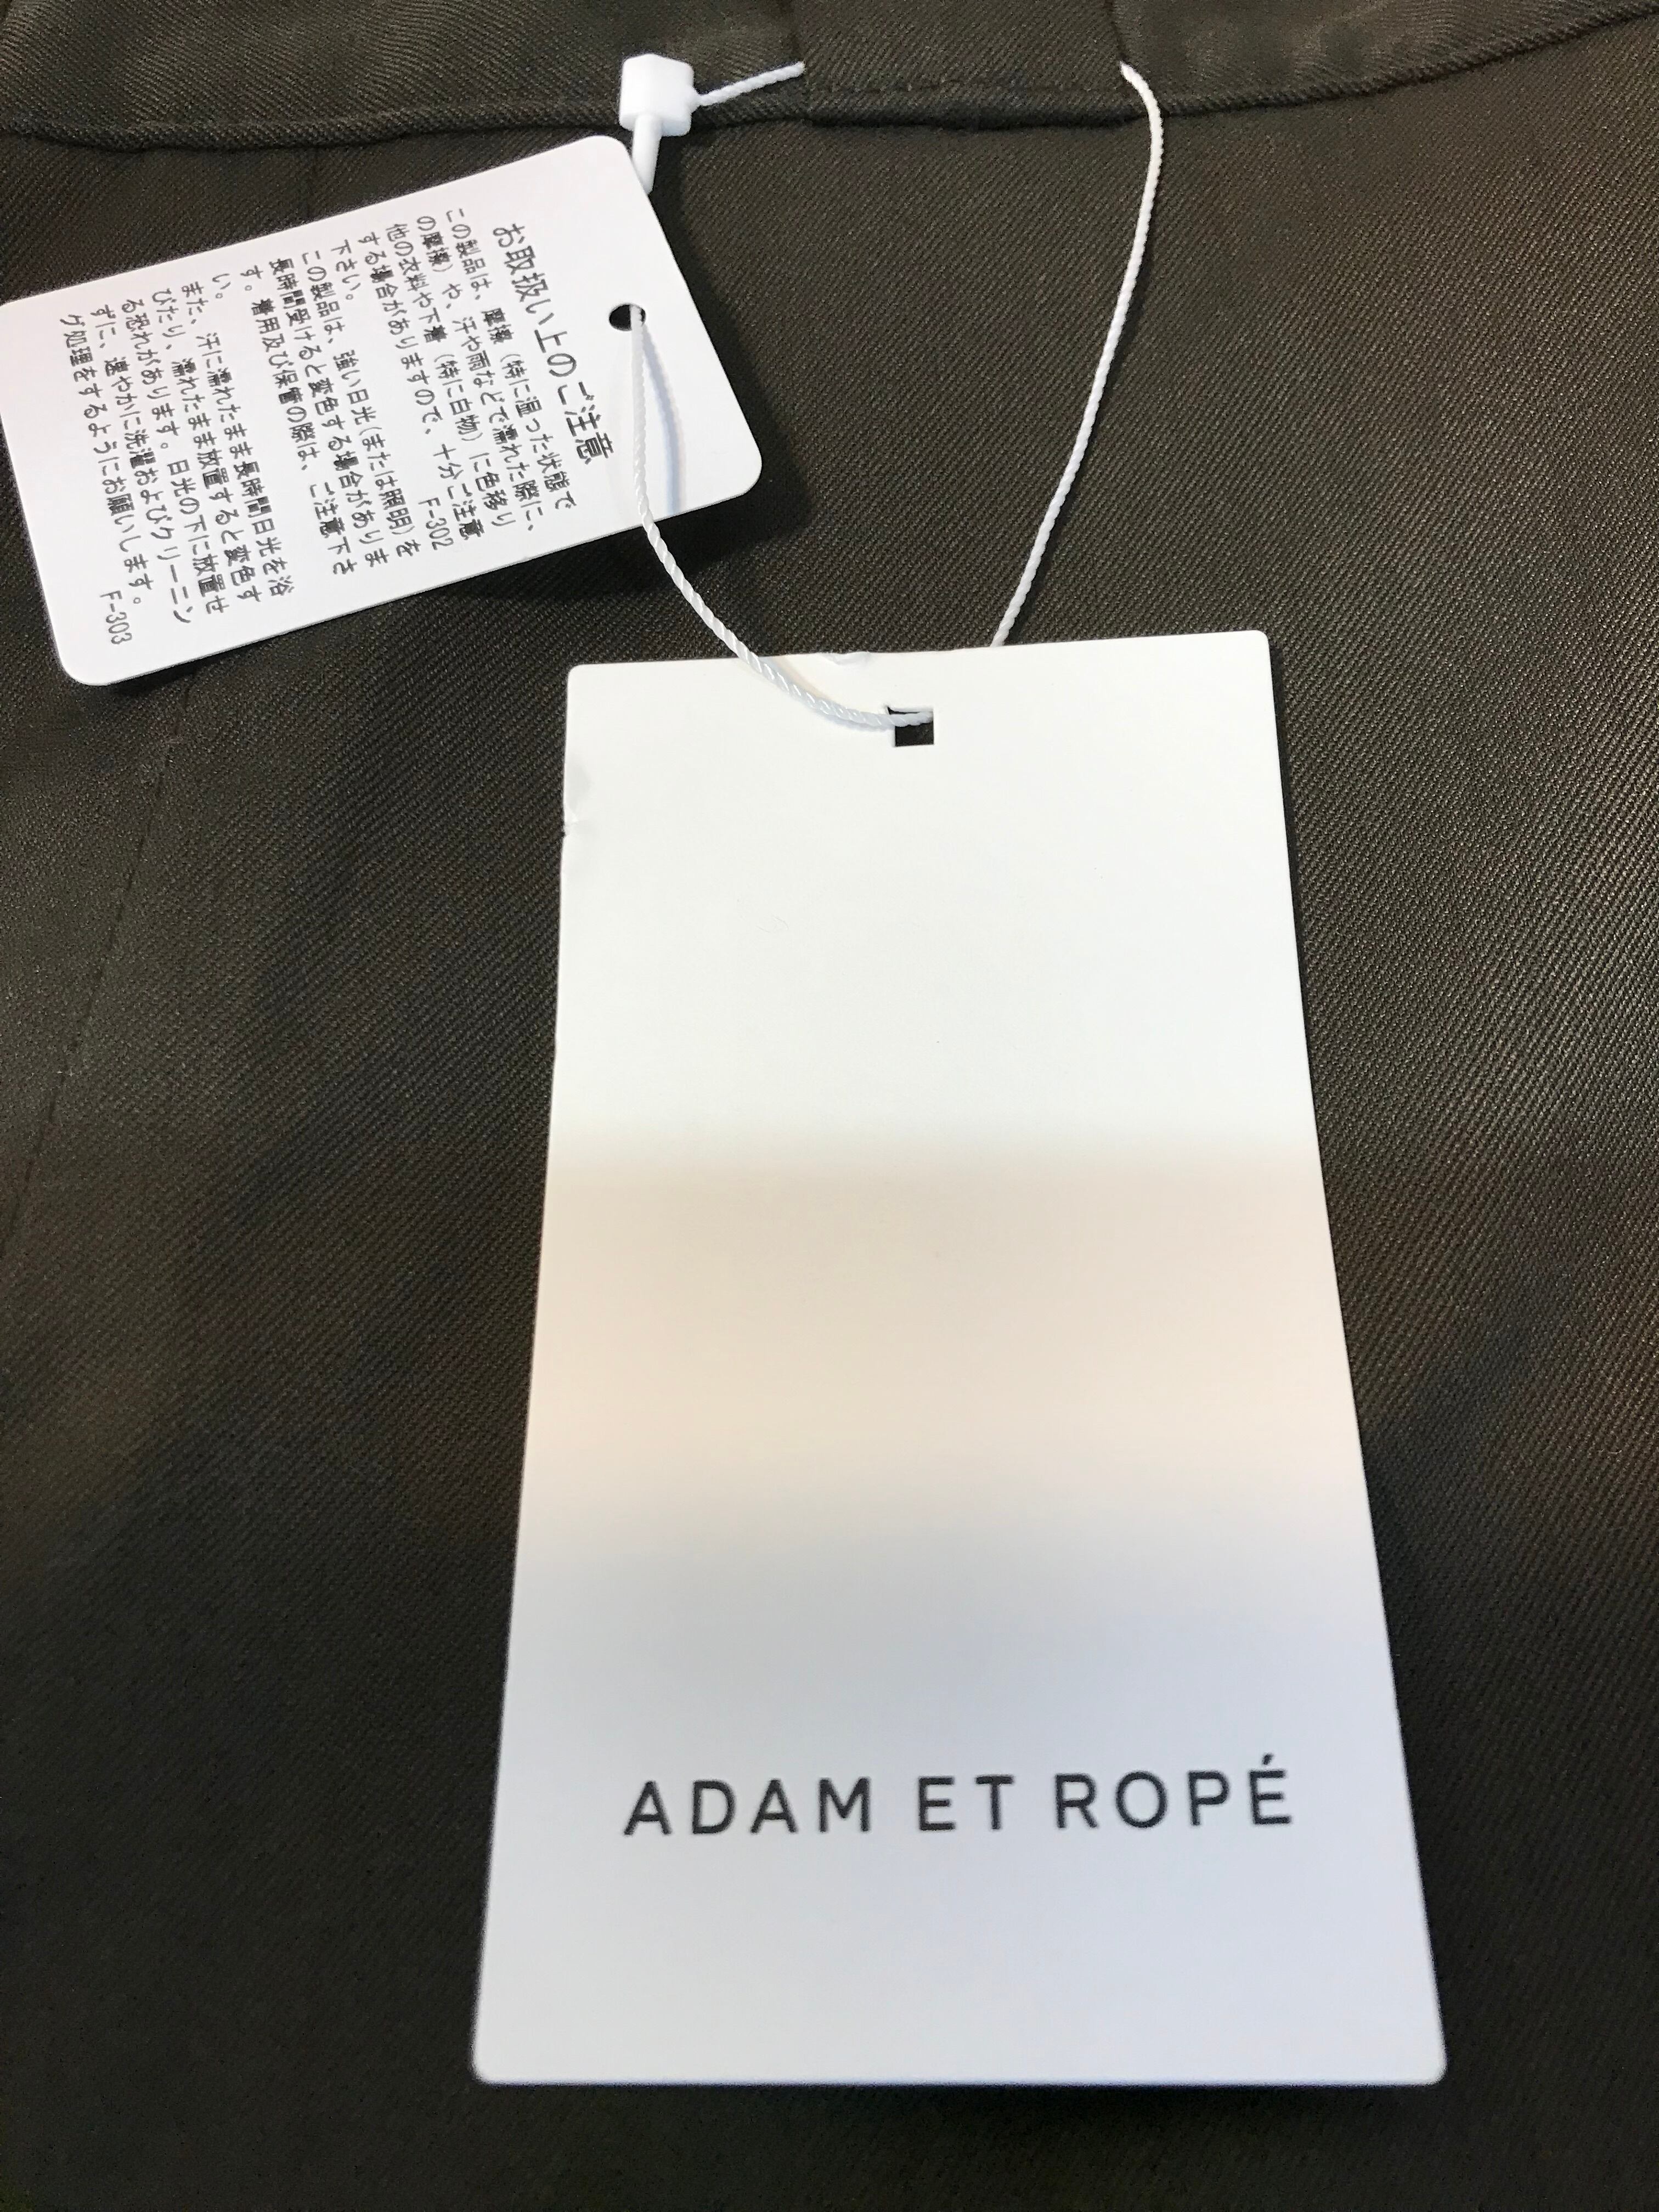 お取扱い上のご注意
この製品は、摩擦（特に湿った状態で
の摩擦）や、汗や雨などで濡れた際に、
他の衣料や下着（特に白物）に色移り
する場合がありますので、十分ご注意
下さい。 F-302
この製品は、強い日光（または照明）を
長時間受けると変色する場合がありま
す。着用及び保管の際は、ご注意下さ
い。
また、汗に濡れたまま長時間日光を浴
びたり、濡れたまま放置すると変色す
る恐れがあります。日光の下に放置せ
ずに、速やかに洗濯およびクリーニン
グ処理をするようにお願いします。
F-303
ADAM ET ROPÉ